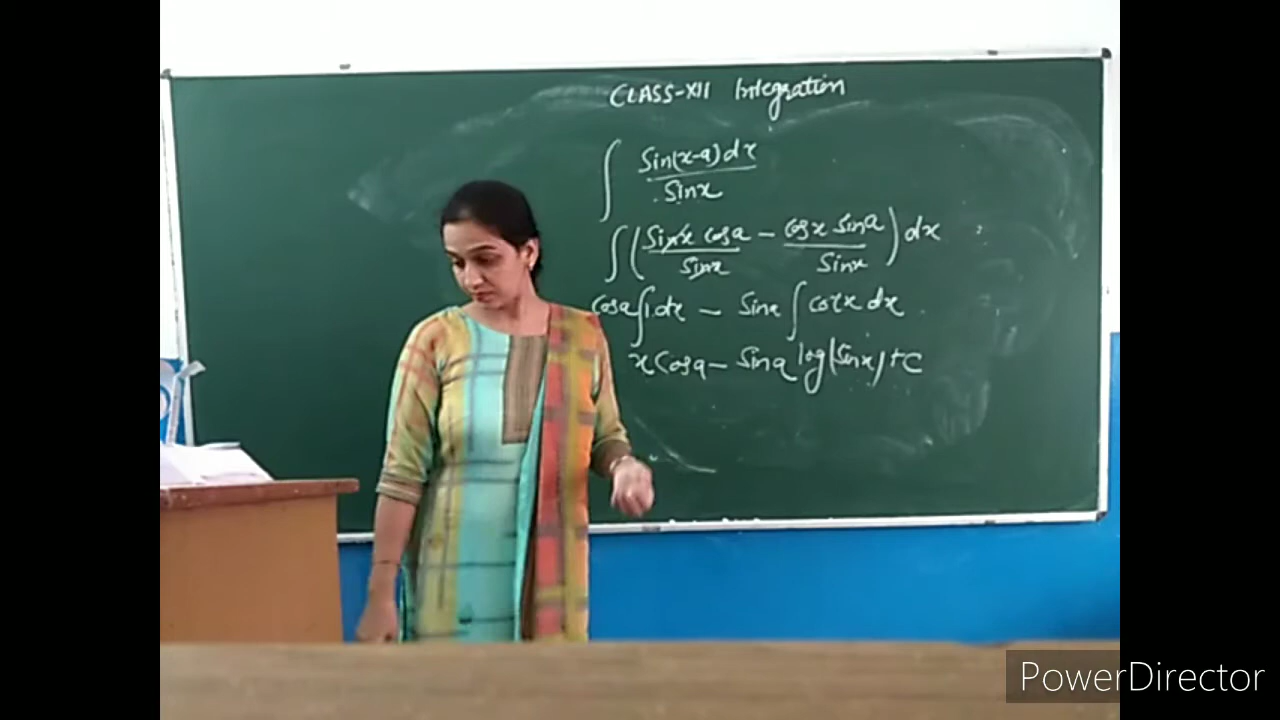 CLASS-XII Integration
∫ Sin(x-a)dx / Sinx
∫ ( Sinx Cosa / Sinx - Cosx Sina / Sinx ) dx
Cosa ∫ 1.dx - Sina ∫ Cotx dx
x Cosa - Sina log|Sinx| + C
PowerDirector